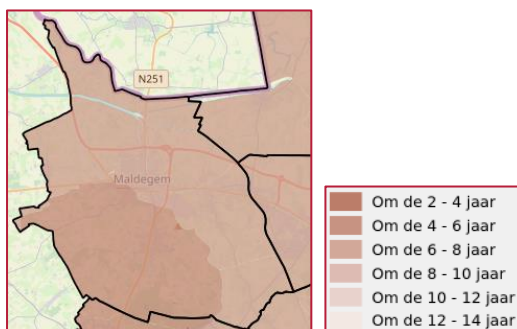 N251
Maldegem
Om de 2 - 4 jaar
Om de 4 - 6 jaar
Om de 6 - 8 jaar
Om de 8 - 10 jaar
Om de 10 - 12 jaar
Om de 12 - 14 jaar